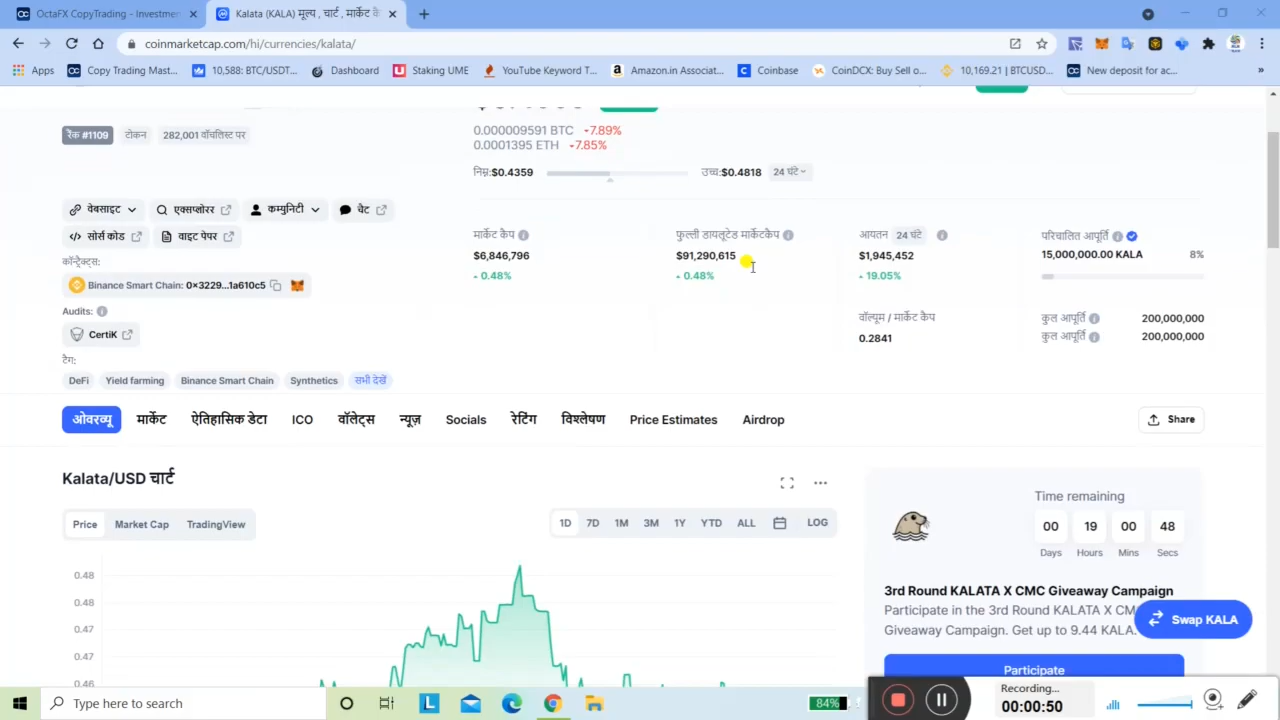 OctaFX CopyTrading - Investmen
Kalata (KALA) मूल्य , चार्ट , मार्केट के
coinmarketcap.com/hi/currencies/kalata/
Apps
Copy Trading Mast...
10,588: BTC/USDT...
Dashboard
Staking UME
YouTube Keyword T...
Amazon.in Associat...
Coinbase
CoinDCX: Buy Sell o...
10,169.21 | BTCUSD...
New deposit for ac...
रैंक #1109
टोकन
282,001 वॉचलिस्ट पर
0.000009591 BTC -7.89%
0.0001395 ETH -7.85%
निम्न:$0.4359
उच्च:$0.4818
24 घंटे
वेबसाइट
एक्सप्लोरर
कम्युनिटी
चैट
सोर्स कोड
वाइट पेपर
कॉन्ट्रैक्ट्स:
Binance Smart Chain: 0x3229...1a610c5
Audits:
CertiK
टैग:
DeFi
Yield farming
Binance Smart Chain
Synthetics
सभी देखें
मार्केट कैप
$6,846,796
0.48%
फुल्ली डायलूटेड मार्केटकैप
$91,290,615
0.48%
आयतन 24 घंटे
$1,945,452
19.05%
वॉल्यूम / मार्केट कैप
0.2841
परिचालित आपूर्ति
15,000,000.00 KALA 8%
कुल आपूर्ति 200,000,000
कुल आपूर्ति 200,000,000
ओवरव्यू
मार्केट
ऐतिहासिक डेटा
ICO
वॉलेट्स
न्यूज़
Socials
रेटिंग
विश्लेषण
Price Estimates
Airdrop
Share
Kalata/USD चार्ट
Price
Market Cap
TradingView
1D
7D
1M
3M
1Y
YTD
ALL
LOG
0.48
0.48
0.47
0.47
0.46
Time remaining
00 19 00 48
Days Hours Mins Secs
3rd Round KALATA X CMC Giveaway Campaign
Participate in the 3rd Round KALATA X CM
Giveaway Campaign. Get up to 9.44 KALA.
Swap KALA
Participate
Type here to search
84%
Recording...
00:00:50